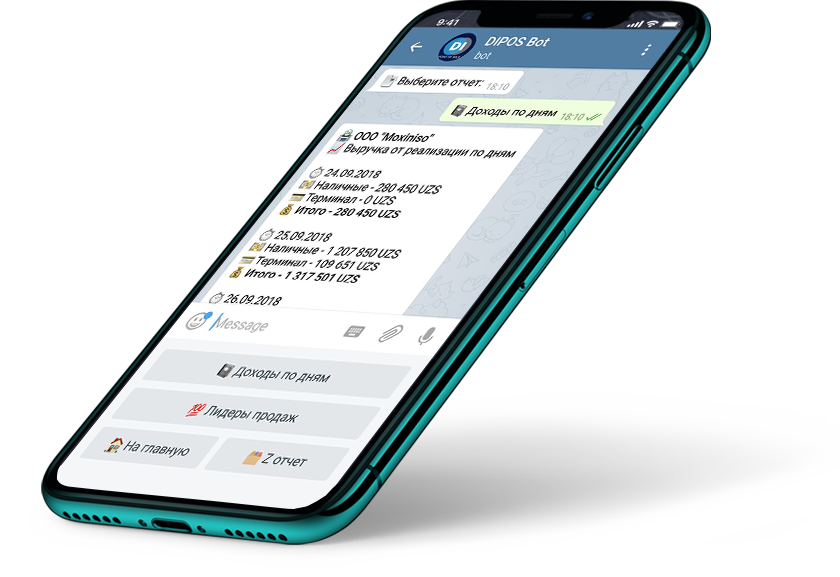 9:41
DI
DIPOS Bot
bot
Выберите отчет: 18:10
Доходы по дням 18:10
ООО "Moxiniso"
Выручка от реализации по дням
24.09.2018
Наличные - 280 450 UZS
Терминал - 0 UZS
Итого - 280 450 UZS
25.09.2018
Наличные - 1 207 850 UZS
Терминал - 109 651 UZS
Итого - 1 317 501 UZS
26.09.2018
Message
Доходы по дням
100 Лидеры продаж
На главную
Z отчет